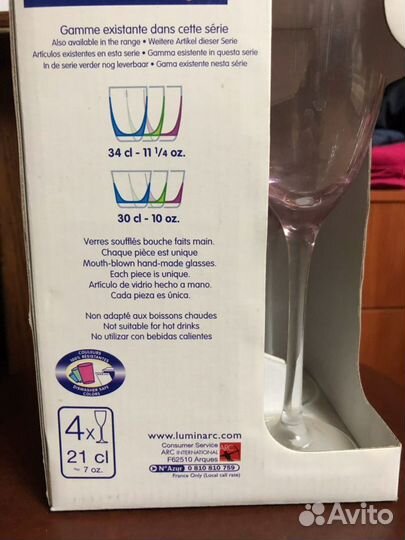 Gamme existante dans cette série
Also available in the range • Weitere Artikel dieser Serie
Artículos existentes en esta serie • Gamma esistente in questa serie
In de serie verder nog leverbaar • Gama existente nesta série
34 cl - 11 1/4 oz.
30 cl - 10 oz.
Verres soufflés bouche faits main.
Chaque pièce est unique
Mouth-blown hand-made glasses.
Each piece is unique.
Artículo de vidrio hecho a mano.
Cada pieza es única.
Non adapté aux boissons chaudes
Not suitable for hot drinks
No utilizar con bebidas calientes
COULEURS
100% RÉSISTANTES
DISHWASHER SAFE
COLORS
4x
21 cl
~ 7 oz.
www.luminarc.com
Consumer Service
ARC INTERNATIONAL
F62510 Arques
ARC
N°Azur 0 810 810 759
France Only (Local call rate)
Avito